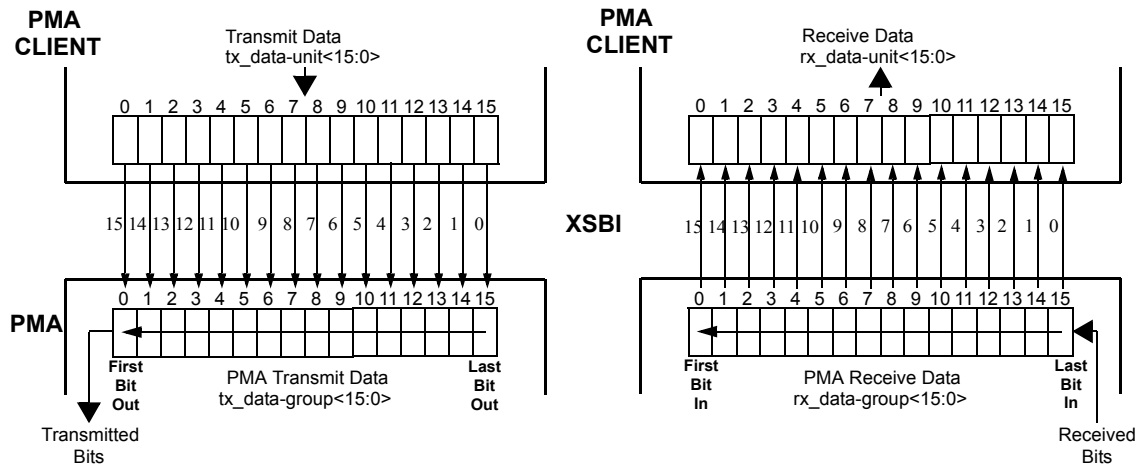 PMA
CLIENT
Transmit Data
tx_data-unit<15:0>
0 1 2 3 4 5 6 7 8 9 10 11 12 13 14 15
15 14 13 12 11 10 9 8 7 6 5 4 3 2 1 0
0 1 2 3 4 5 6 7 8 9 10 11 12 13 14 15
PMA
First
Bit
Out
PMA Transmit Data
tx_data-group<15:0>
Last
Bit
Out
Transmitted
Bits
XSBI
PMA
CLIENT
Receive Data
rx_data-unit<15:0>
0 1 2 3 4 5 6 7 8 9 10 11 12 13 14 15
15 14 13 12 11 10 9 8 7 6 5 4 3 2 1 0
0 1 2 3 4 5 6 7 8 9 10 11 12 13 14 15
First
Bit
In
PMA Receive Data
rx_data-group<15:0>
Last
Bit
In
Received
Bits